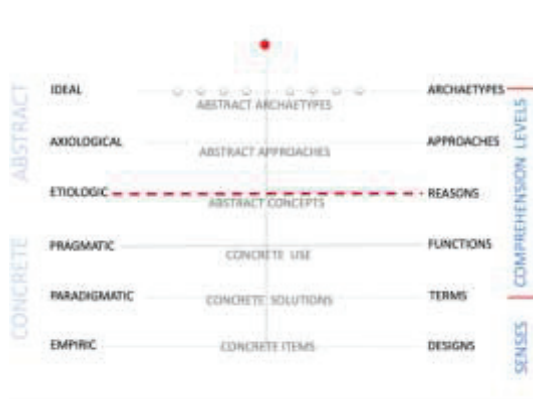 IDEAL
ARCHAETYPES
ABSTRACT ARCHAETYPES
AXIOLOGICAL
APPROACHES
ABSTRACT APPROACHES
ETIOLOGIC
REASONS
ABSTRACT CONCEPTS
PRAGMATIC
FUNCTIONS
CONCRETE USE
PARADIGMATIC
TERMS
CONCRETE SOLUTIONS
EMPIRIC
DESIGNS
CONCRETE ITEMS
ABSTRACT
CONCRETE
COMPREHENSION LEVELS
SENSES